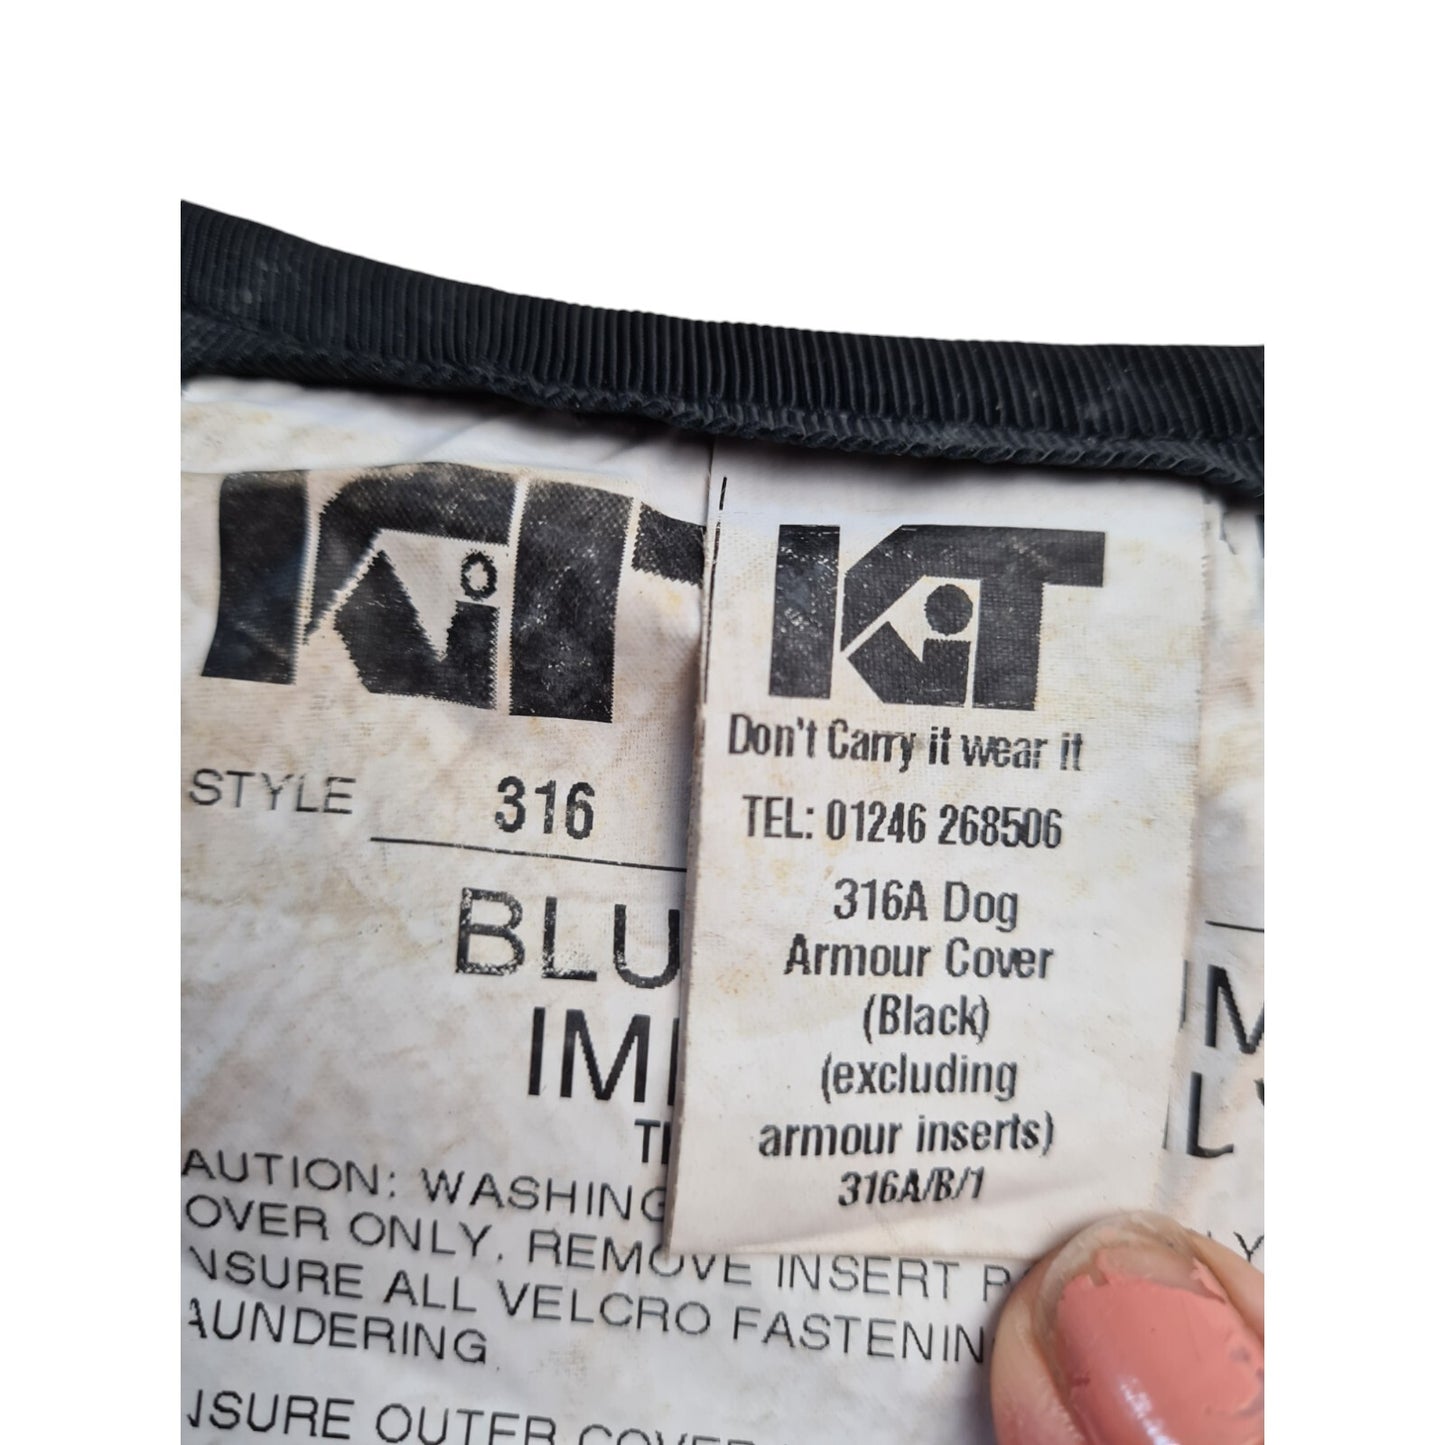 KiT
STYLE 316
BLU
IM
AUTION: WASHING
OVER ONLY. REMOVE INSERT P
NSURE ALL VELCRO FASTENIN
AUNDERING
NSURE OUTER COVER
KiT
Don't Carry it wear it
TEL: 01246 268506
316A Dog
Armour Cover
(Black)
(excluding
armour inserts)
316A/B/1